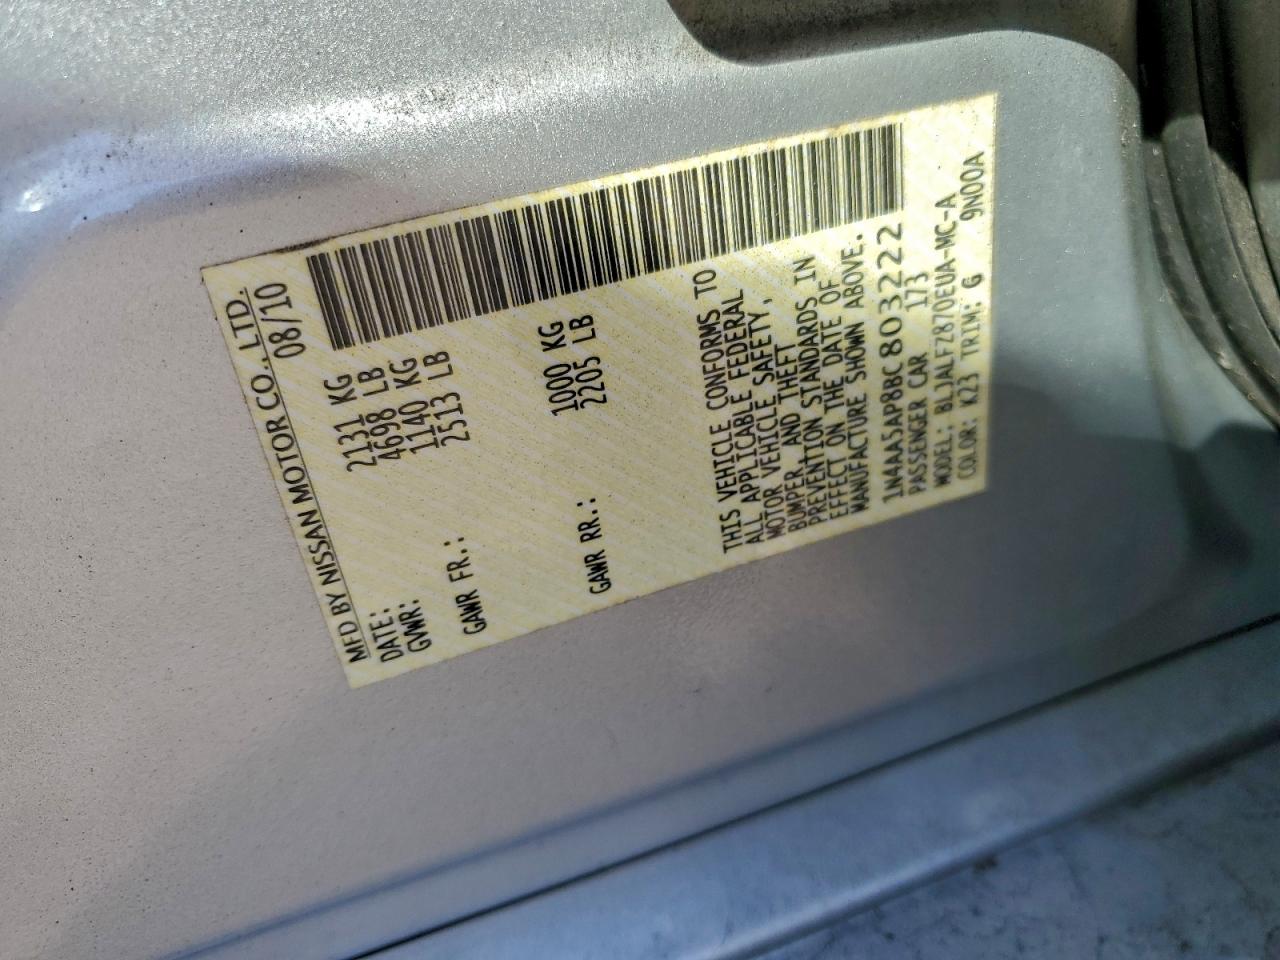 MFD BY NISSAN MOTOR CO., LTD.
DATE: 08/10
GVWR: 2131 KG
4698 LB
GAWR FR.: 1140 KG
2513 LB
GAWR RR.: 1000 KG
2205 LB
THIS VEHICLE CONFORMS TO
ALL APPLICABLE FEDERAL
MOTOR VEHICLE SAFETY,
BUMPER, AND THEFT
PREVENTION STANDARDS IN
EFFECT ON THE DATE OF
MANUFACTURE SHOWN ABOVE.
1N4AA5AP8BC803222
PASSENGER CAR 173
MODEL: BLJALFZ870EUA-MC-A
COLOR: K23 TRIM: G 9N00A